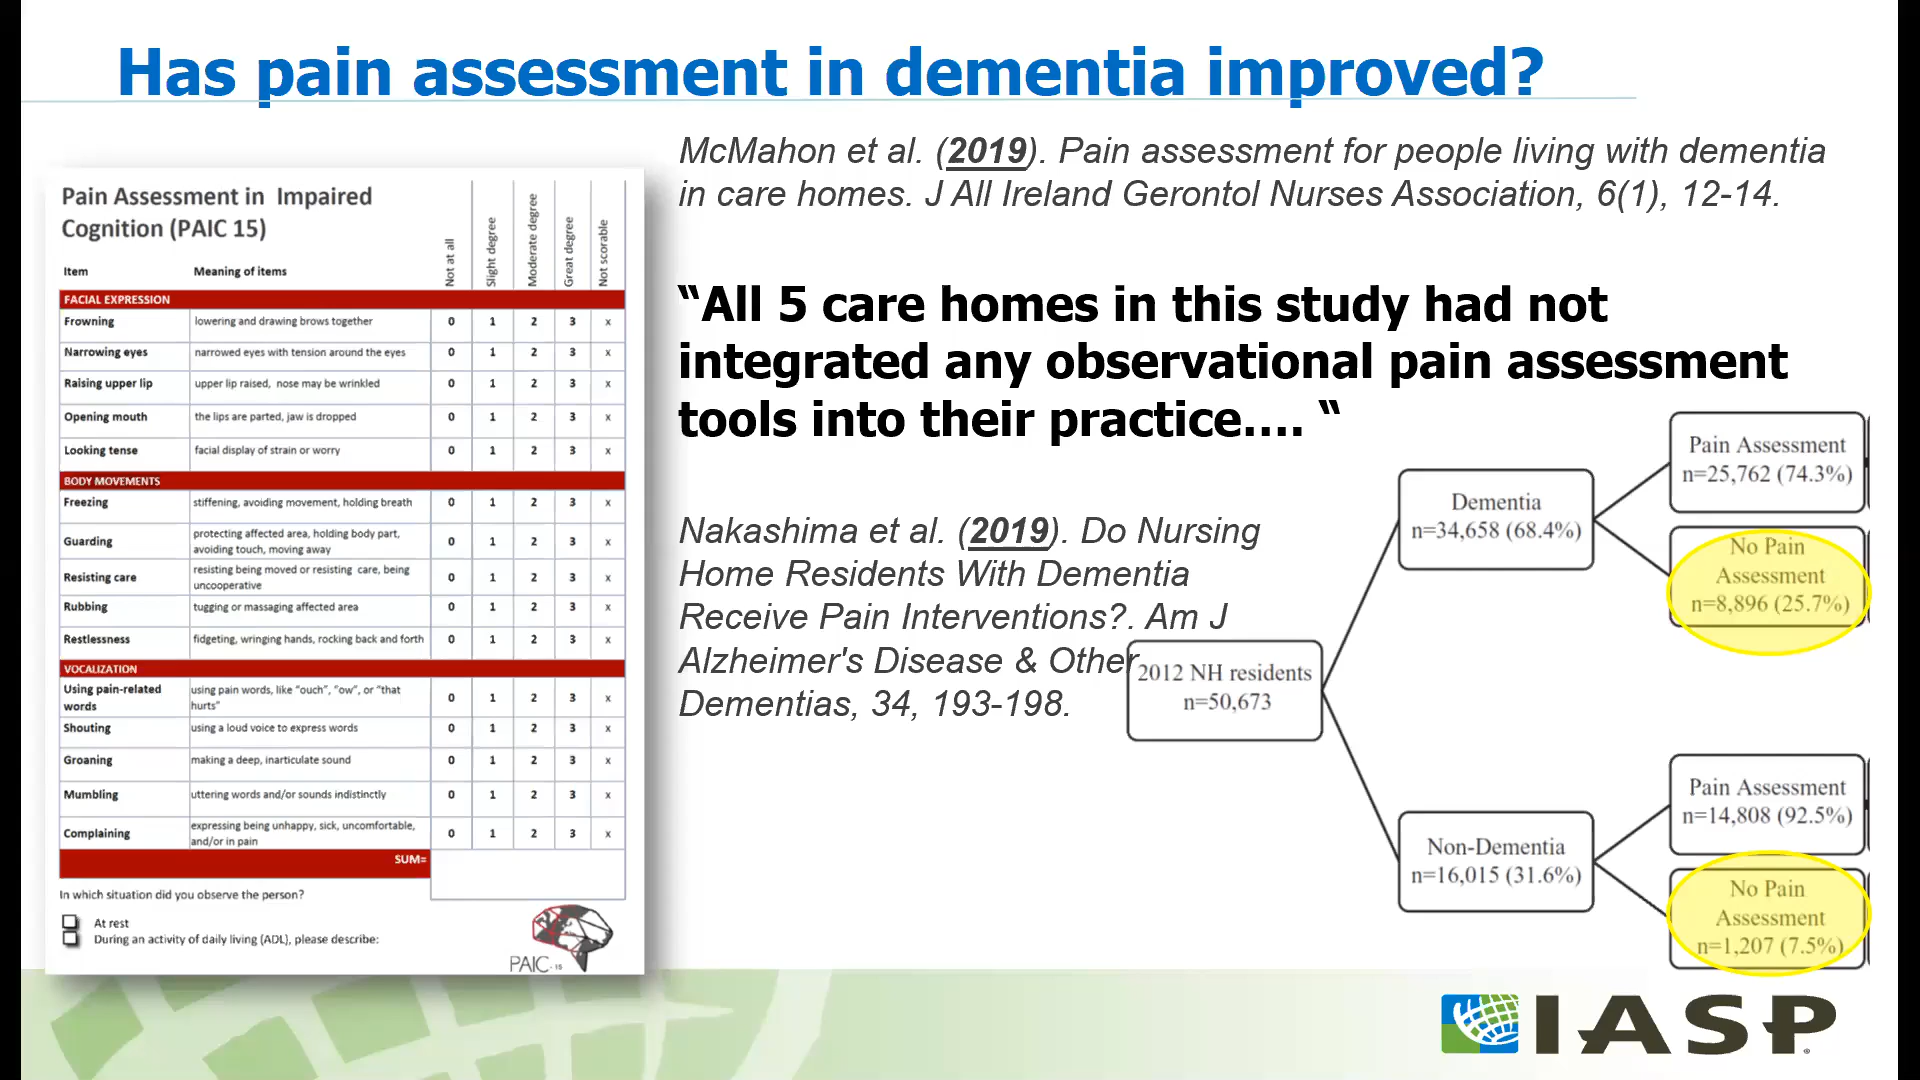 Has pain assessment in dementia improved?
Pain Assessment in Impaired
Cognition (PAIC 15)
Item Meaning of items Not at all Slight degree Moderate degree Great degree Not scorable
FACIAL EXPRESSION
Frowning lowering and drawing brows together 0 1 2 3 x
Narrowing eyes narrowed eyes with tension around the eyes 0 1 2 3 x
Raising upper lip upper lip raised, nose may be wrinkled 0 1 2 3 x
Opening mouth the lips are parted, jaw is dropped 0 1 2 3 x
Looking tense facial display of strain or worry 0 1 2 3 x
BODY MOVEMENTS
Freezing stiffening, avoiding movement, holding breath 0 1 2 3 x
Guarding protecting affected area, holding body part,
avoiding touch, moving away 0 1 2 3 x
Resisting care resisting being moved or resisting care, being
uncooperative 0 1 2 3 x
Rubbing tugging or massaging affected area 0 1 2 3 x
Restlessness fidgeting, wringing hands, rocking back and forth 0 1 2 3 x
VOCALIZATION
Using pain-related using pain words, like “ouch”, “ow”, or “that
words hurts” 0 1 2 3 x
Shouting using a loud voice to express words 0 1 2 3 x
Groaning making a deep, inarticulate sound 0 1 2 3 x
Mumbling uttering words and/or sounds indistinctly 0 1 2 3 x
Complaining expressing being unhappy, sick, uncomfortable,
and/or in pain 0 1 2 3 x
SUM=
In which situation did you observe the person?
At rest
During an activity of daily living (ADL), please describe:
PAIC-15
McMahon et al. (2019). Pain assessment for people living with dementia
in care homes. J All Ireland Gerontol Nurses Association, 6(1), 12-14.
“All 5 care homes in this study had not
integrated any observational pain assessment
tools into their practice…. “
Nakashima et al. (2019). Do Nursing
Home Residents With Dementia
Receive Pain Interventions?. Am J
Alzheimer's Disease & Other
Dementias, 34, 193-198.
2012 NH residents
n=50,673
Dementia
n=34,658 (68.4%)
Pain Assessment
n=25,762 (74.3%)
No Pain
Assessment
n=8,896 (25.7%)
Non-Dementia
n=16,015 (31.6%)
Pain Assessment
n=14,808 (92.5%)
No Pain
Assessment
n=1,207 (7.5%)
IASP